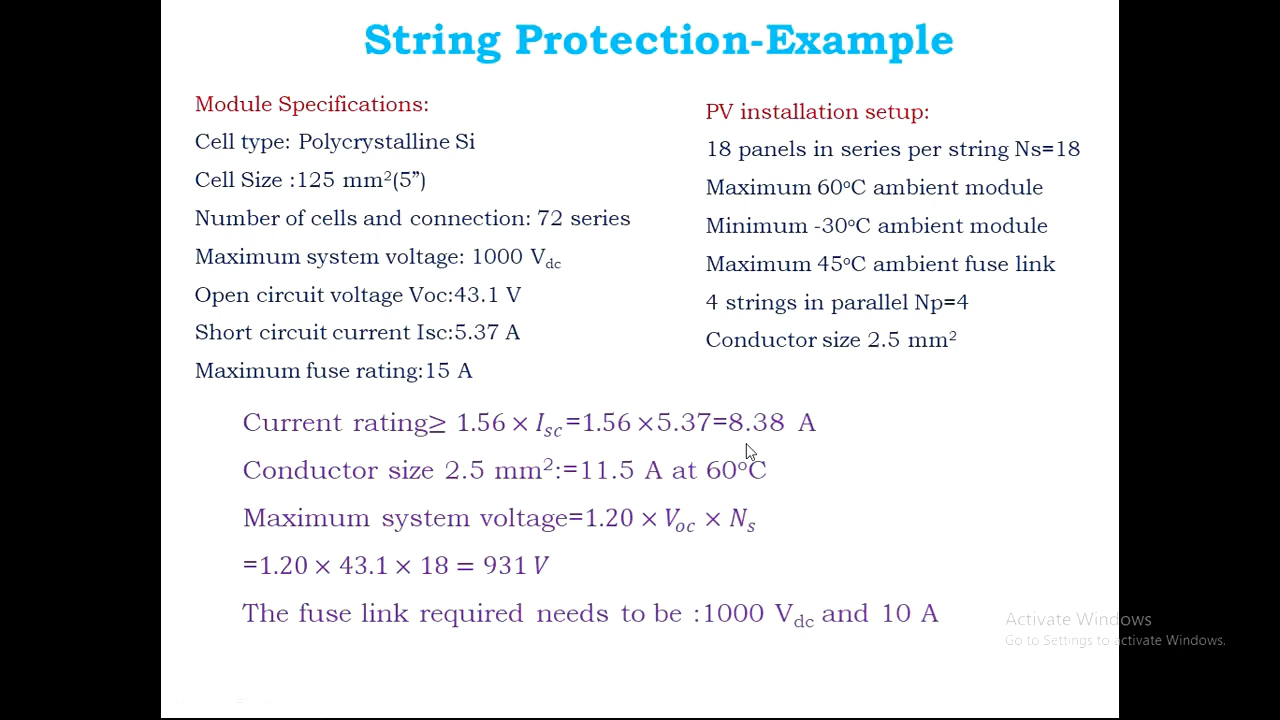 String Protection-Example
Module Specifications:
Cell type: Polycrystalline Si
Cell Size :125 mm²(5”)
Number of cells and connection: 72 series
Maximum system voltage: 1000 Vdc
Open circuit voltage Voc:43.1 V
Short circuit current Isc:5.37 A
Maximum fuse rating:15 A
PV installation setup:
18 panels in series per string Ns=18
Maximum 60°C ambient module
Minimum -30°C ambient module
Maximum 45°C ambient fuse link
4 strings in parallel Np=4
Conductor size 2.5 mm²
Current rating≥ 1.56 × Isc=1.56 ×5.37=8.38 A
Conductor size 2.5 mm²:=11.5 A at 60°C
Maximum system voltage=1.20 × Voc × Ns
=1.20 × 43.1 × 18 = 931 V
The fuse link required needs to be :1000 Vdc and 10 A
Activate Windows
Go to Settings to activate Windows.